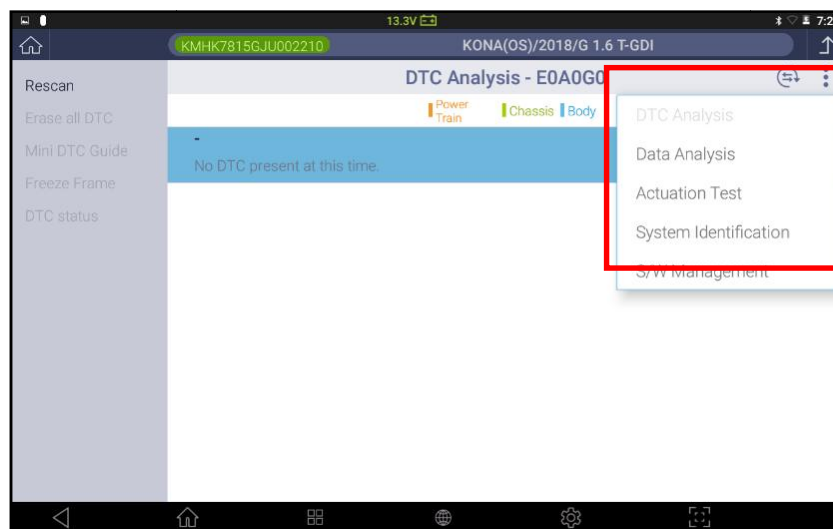 13.3V
7:2
KMHK7815GJU002210
KONA(OS)/2018/G 1.6 T-GDI
Rescan
Erase all DTC
Mini DTC Guide
Freeze Frame
DTC status
DTC Analysis - E0A0G0
Power
Train
Chassis
Body
-
No DTC present at this time.
DTC Analysis
Data Analysis
Actuation Test
System Identification
S/W Management